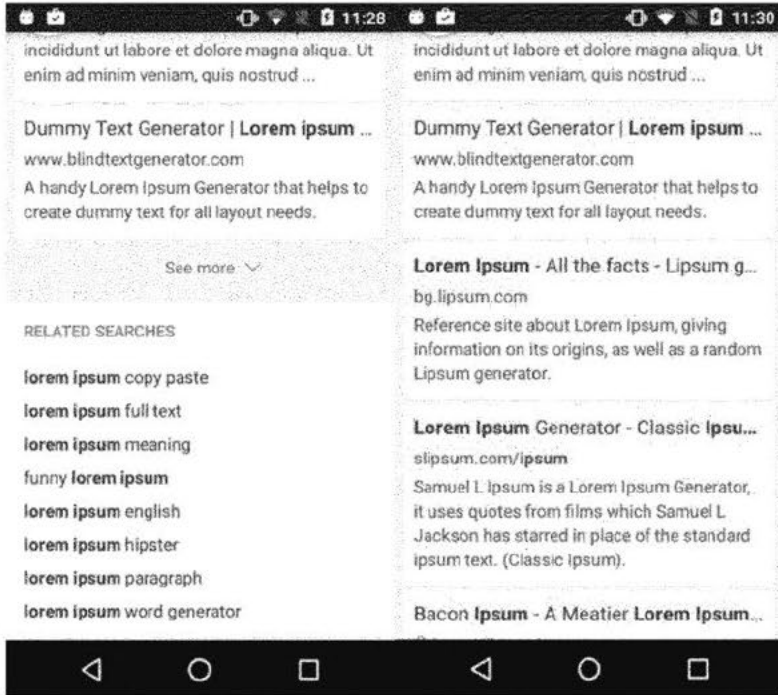 11:28
incididunt ut labore et dolore magna aliqua. Ut
enim ad minim veniam, quis nostrud ...
Dummy Text Generator | Lorem ipsum ...
www.blindtextgenerator.com
A handy Lorem Ipsum Generator that helps to
create dummy text for all layout needs.
See more
RELATED SEARCHES
lorem ipsum copy paste
lorem ipsum full text
lorem ipsum meaning
funny lorem ipsum
lorem ipsum english
lorem ipsum hipster
lorem ipsum paragraph
lorem ipsum word generator
11:30
incididunt ut labore et dolore magna aliqua. Ut
enim ad minim veniam, quis nostrud ...
Dummy Text Generator | Lorem ipsum ...
www.blindtextgenerator.com
A handy Lorem Ipsum Generator that helps to
create dummy text for all layout needs.
Lorem Ipsum - All the facts - Lipsum g...
bg.lipsum.com
Reference site about Lorem Ipsum, giving
information on its origins, as well as a random
Lipsum generator.
Lorem Ipsum Generator - Classic Ipsu...
slipsum.com/ipsum
Samuel L Ipsum is a Lorem Ipsum Generator,
it uses quotes from films which Samuel L
Jackson has starred in place of the standard
ipsum text. (Classic Ipsum).
Bacon Ipsum - A Meatier Lorem Ipsum...